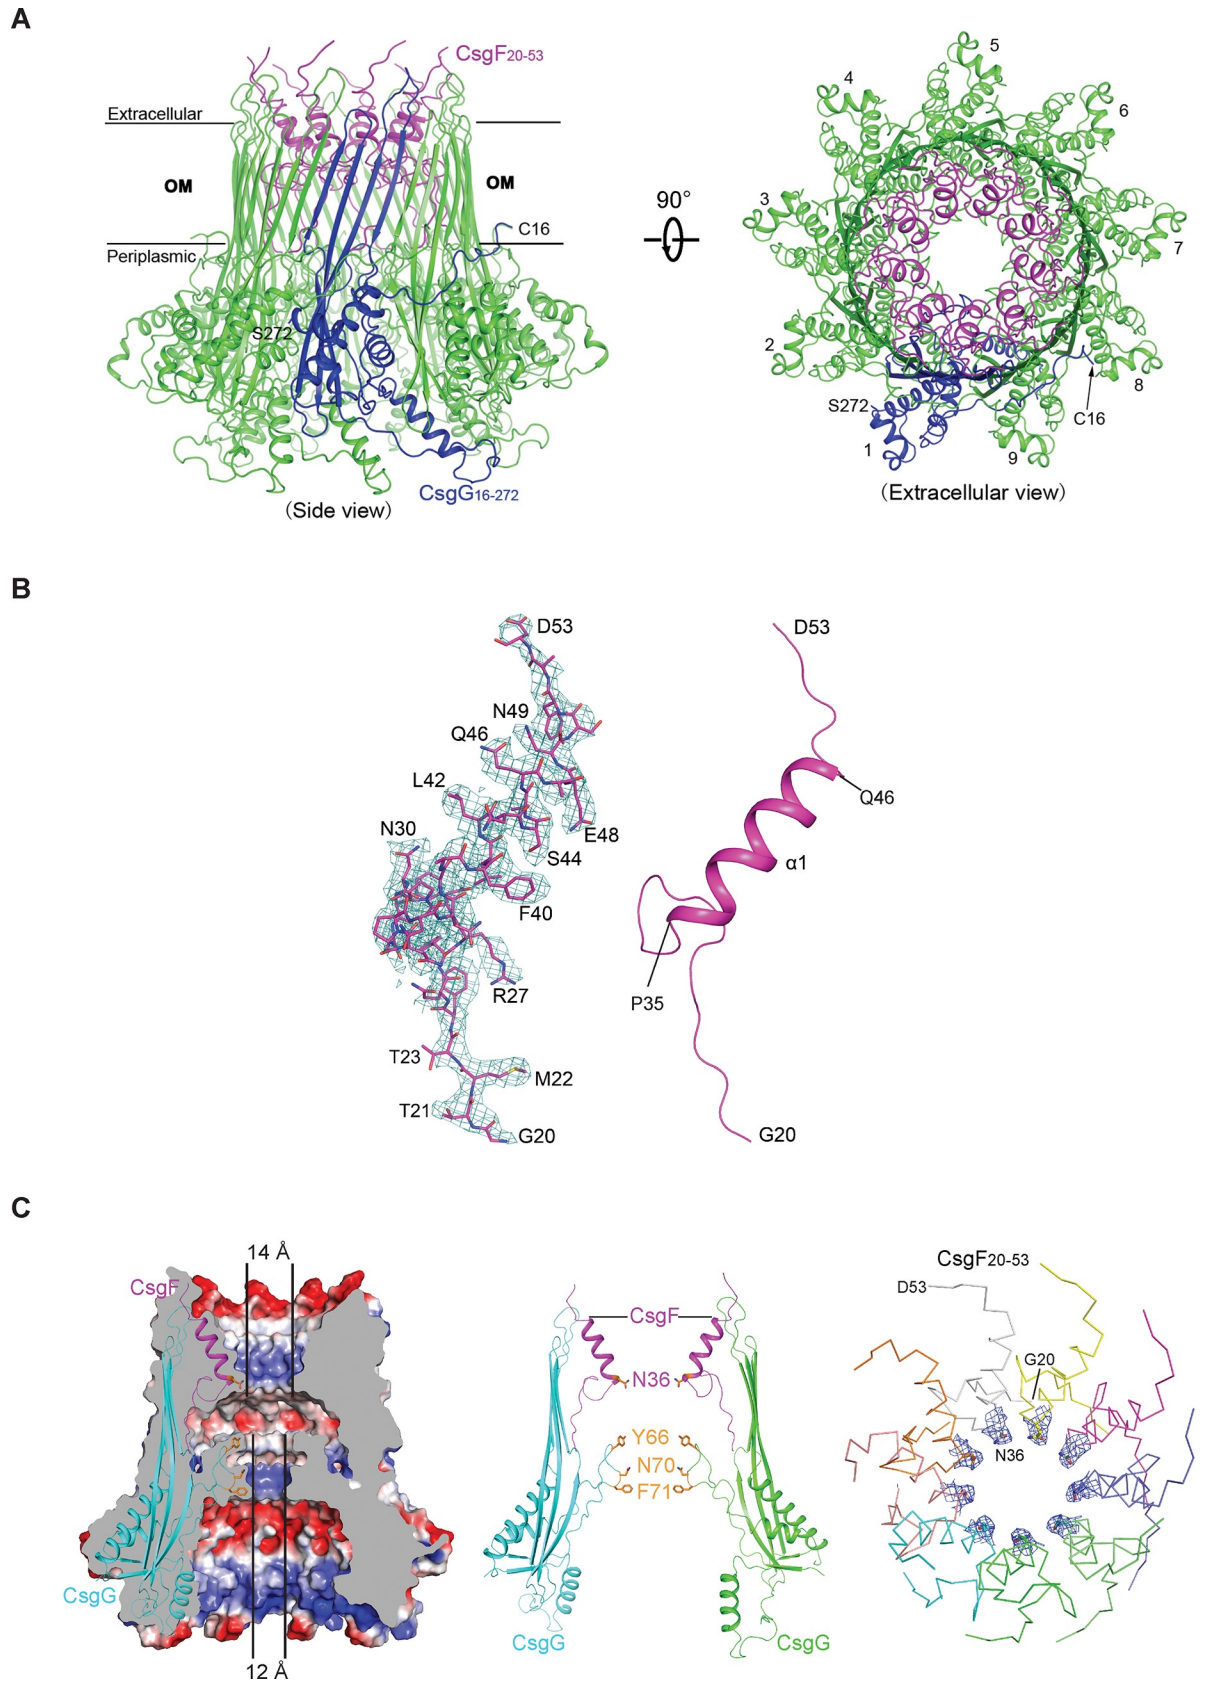 A
CsgF20-53
Extracellular
OM
OM
C16
Periplasmic
S272
CsgG16-272
(Side view)
90°
5
4
6
3
7
2
8
S272
C16
1
9
(Extracellular view)
B
D53
N49
Q46
L42
N30
E48
S44
F40
R27
T23
M22
T21
G20
D53
Q46
α1
P35
G20
C
14 Å
CsgF
CsgG
12 Å
CsgF
N36
Y66
N70
F71
CsgG
CsgG
CsgF20-53
D53
G20
N36